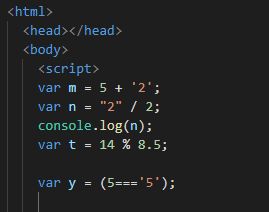 <html>
<head></head>
<body>
<script>
var m = 5 + '2';
var n = "2" / 2;
console.log(n);
var t = 14 % 8.5;
var y = (5==='5');